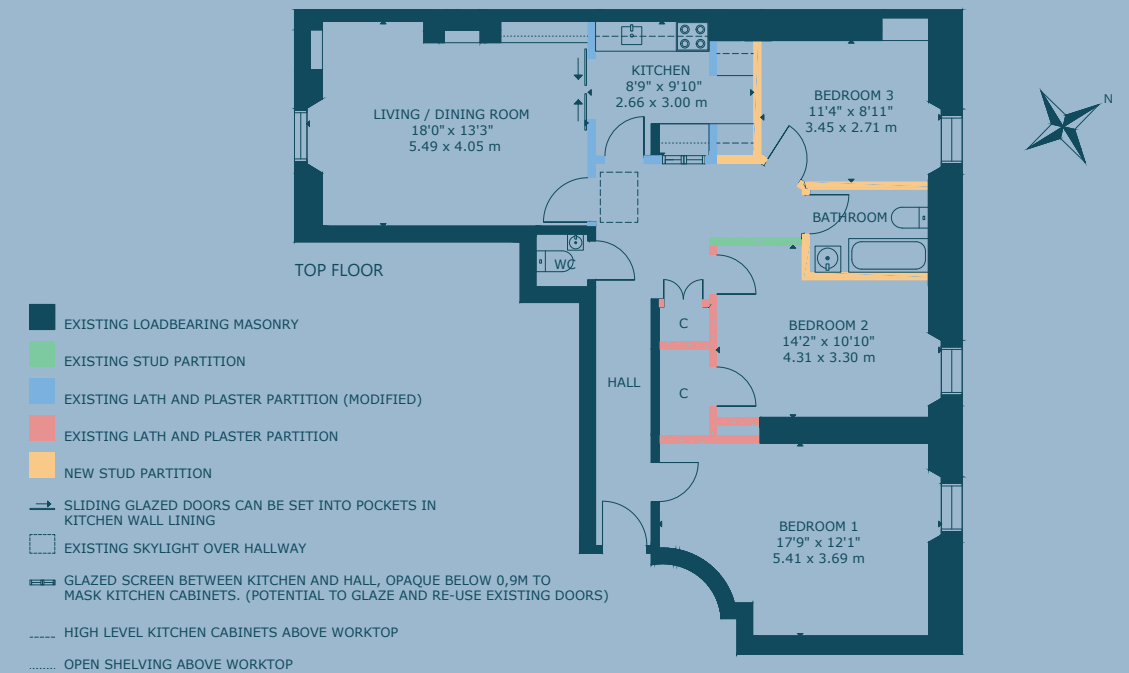 KITCHEN
8'9" x 9'10"
2.66 x 3.00 m
BEDROOM 3
11'4" x 8'11"
3.45 x 2.71 m
N
LIVING / DINING ROOM
18'0" x 13'3"
5.49 x 4.05 m
BATHROOM
WC
TOP FLOOR
C
BEDROOM 2
14'2" x 10'10"
4.31 x 3.30 m
HALL
C
BEDROOM 1
17'9" x 12'1"
5.41 x 3.69 m
EXISTING LOADBEARING MASONRY
EXISTING STUD PARTITION
EXISTING LATH AND PLASTER PARTITION (MODIFIED)
EXISTING LATH AND PLASTER PARTITION
NEW STUD PARTITION
SLIDING GLAZED DOORS CAN BE SET INTO POCKETS IN
KITCHEN WALL LINING
EXISTING SKYLIGHT OVER HALLWAY
GLAZED SCREEN BETWEEN KITCHEN AND HALL, OPAQUE BELOW 0,9M TO
MASK KITCHEN CABINETS. (POTENTIAL TO GLAZE AND RE-USE EXISTING DOORS)
HIGH LEVEL KITCHEN CABINETS ABOVE WORKTOP
OPEN SHELVING ABOVE WORKTOP